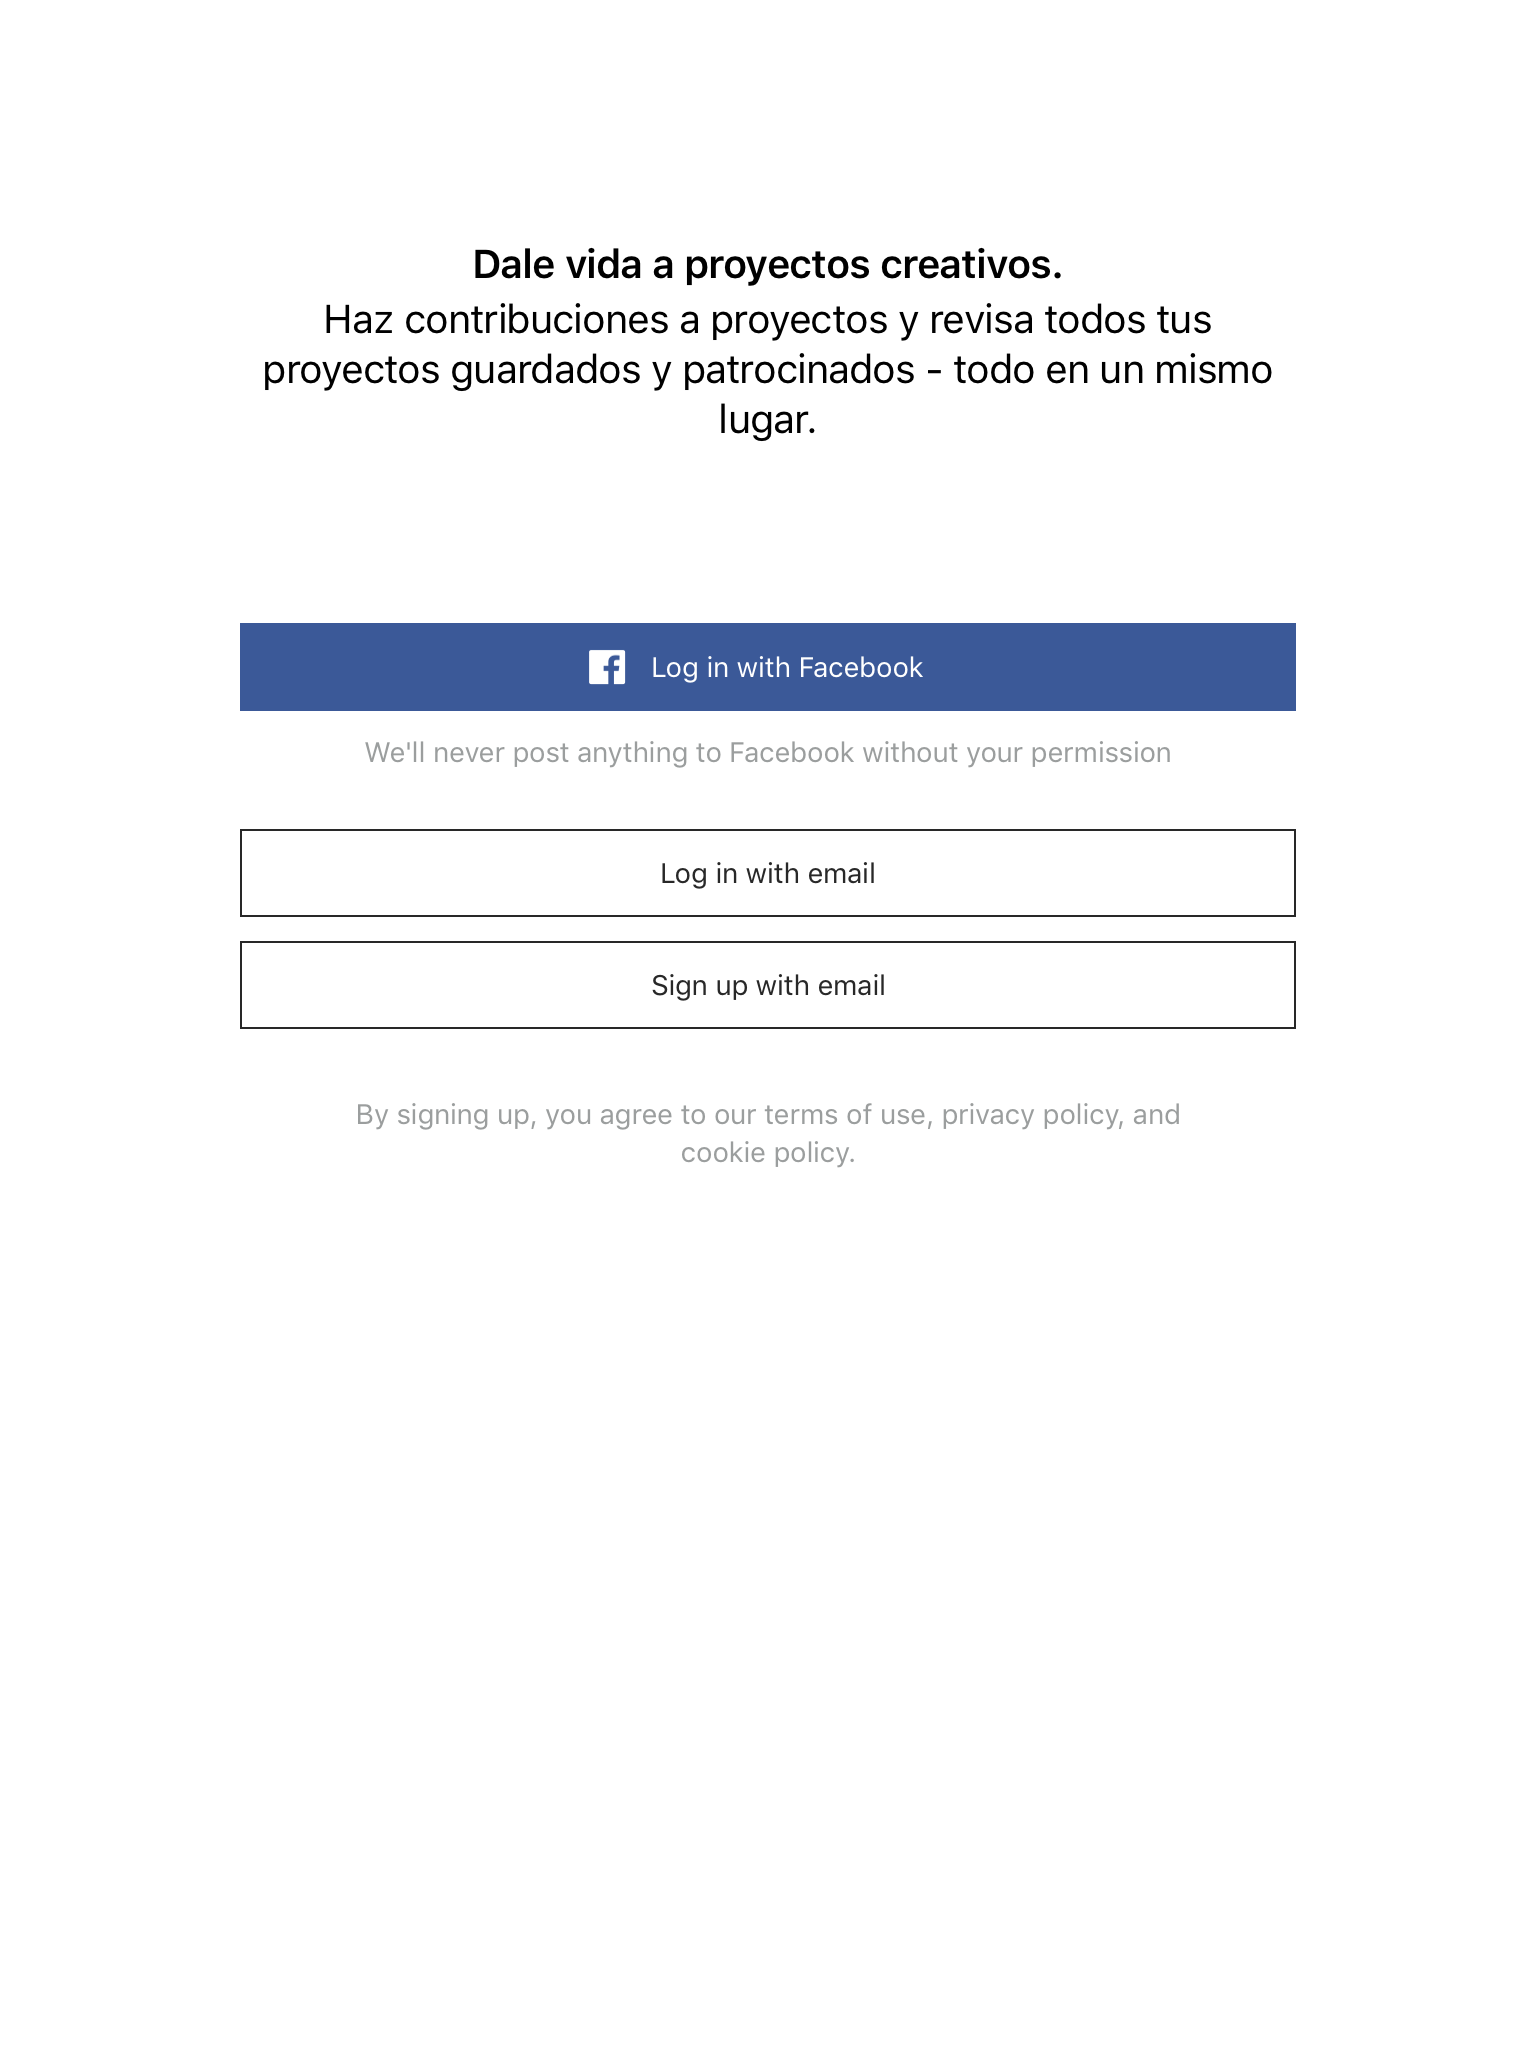 Dale vida a proyectos creativos.
Haz contribuciones a proyectos y revisa todos tus
proyectos guardados y patrocinados - todo en un mismo
lugar.
Log in with Facebook
We'll never post anything to Facebook without your permission
Log in with email
Sign up with email
By signing up, you agree to our terms of use, privacy policy, and
cookie policy.